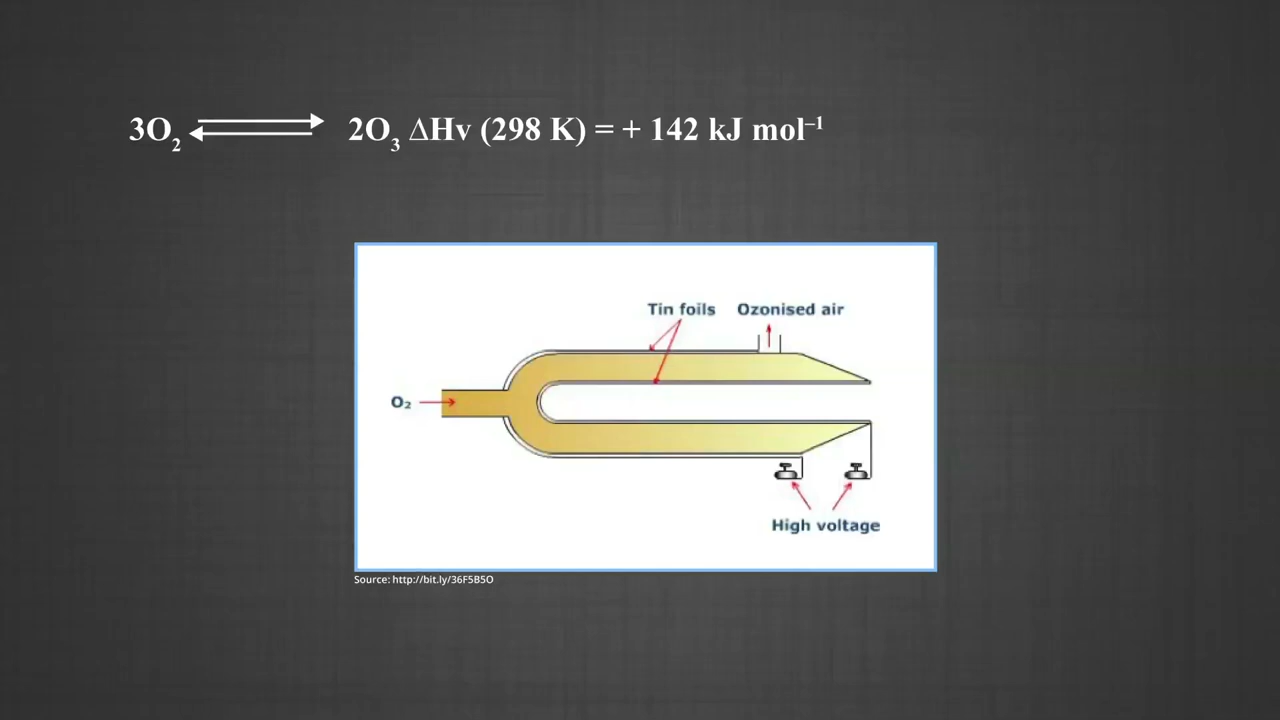 3O₂ ⇌ 2O₃ ΔHv (298 K) = + 142 kJ mol⁻¹
Tin foils Ozonised air
O₂
High voltage
Source: http://bit.ly/36F5B5O